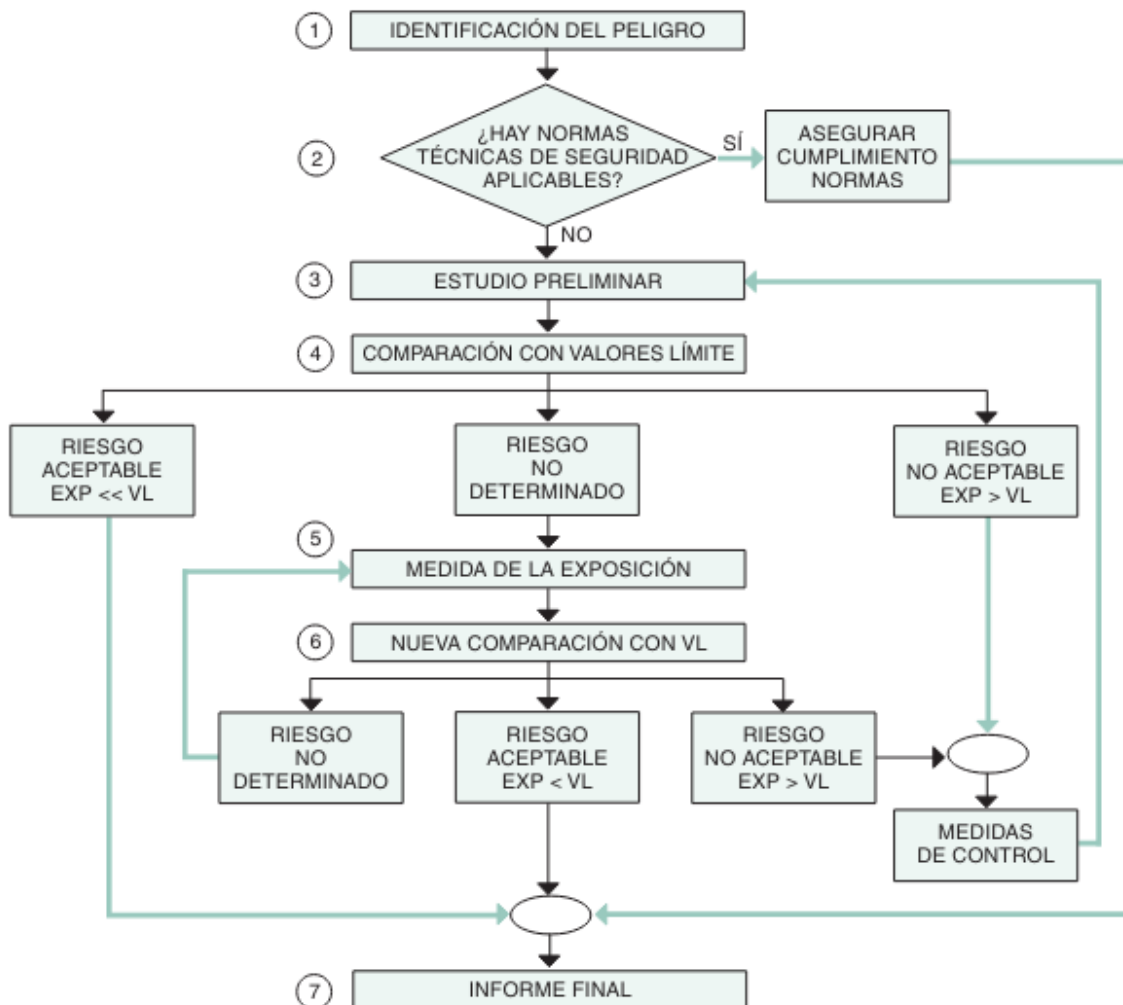 1
IDENTIFICACIÓN DEL PELIGRO
2
¿HAY NORMAS
TÉCNICAS DE SEGURIDAD
APLICABLES?
SÍ
ASEGURAR
CUMPLIMIENTO
NORMAS
NO
3
ESTUDIO PRELIMINAR
4
COMPARACIÓN CON VALORES LÍMITE
RIESGO
ACEPTABLE
EXP << VL
RIESGO
NO
DETERMINADO
RIESGO
NO ACEPTABLE
EXP > VL
5
MEDIDA DE LA EXPOSICIÓN
6
NUEVA COMPARACIÓN CON VL
RIESGO
NO
DETERMINADO
RIESGO
ACEPTABLE
EXP < VL
RIESGO
NO ACEPTABLE
EXP > VL
MEDIDAS
DE CONTROL
7
INFORME FINAL